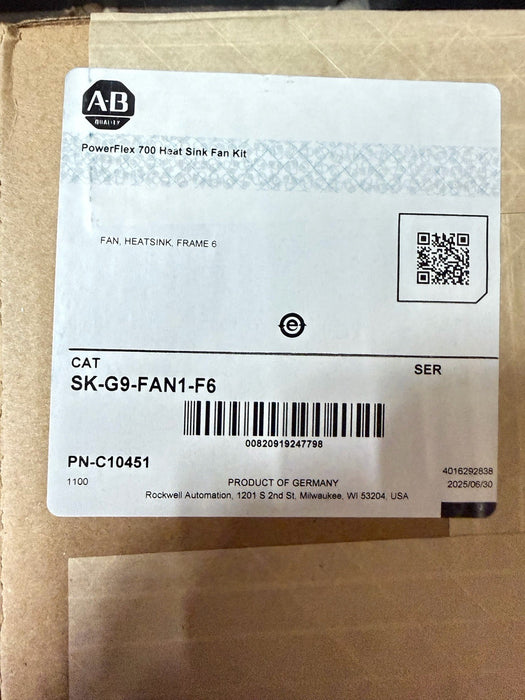 A-B
QUALITY
PowerFlex 700 Heat Sink Fan Kit
FAN, HEATSINK, FRAME 6
e
CAT
SER
SK-G9-FAN1-F6
00820919247798
PN-C10451
4016292838
1100
PRODUCT OF GERMANY
2025/06/30
Rockwell Automation, 1201 S 2nd St, Milwaukee, WI 53204, USA